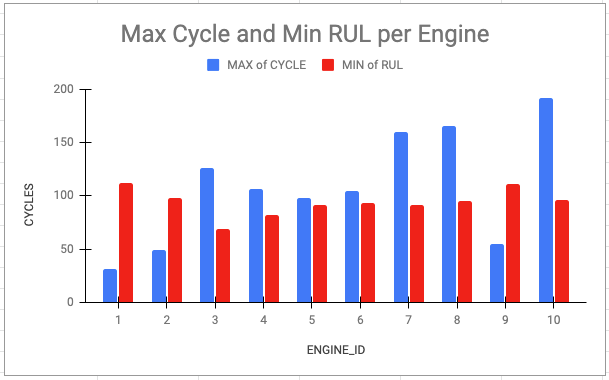 Max Cycle and Min RUL per Engine
MAX of CYCLE MIN of RUL
200
150
100
50
0
CYCLES
1 2 3 4 5 6 7 8 9 10
ENGINE_ID